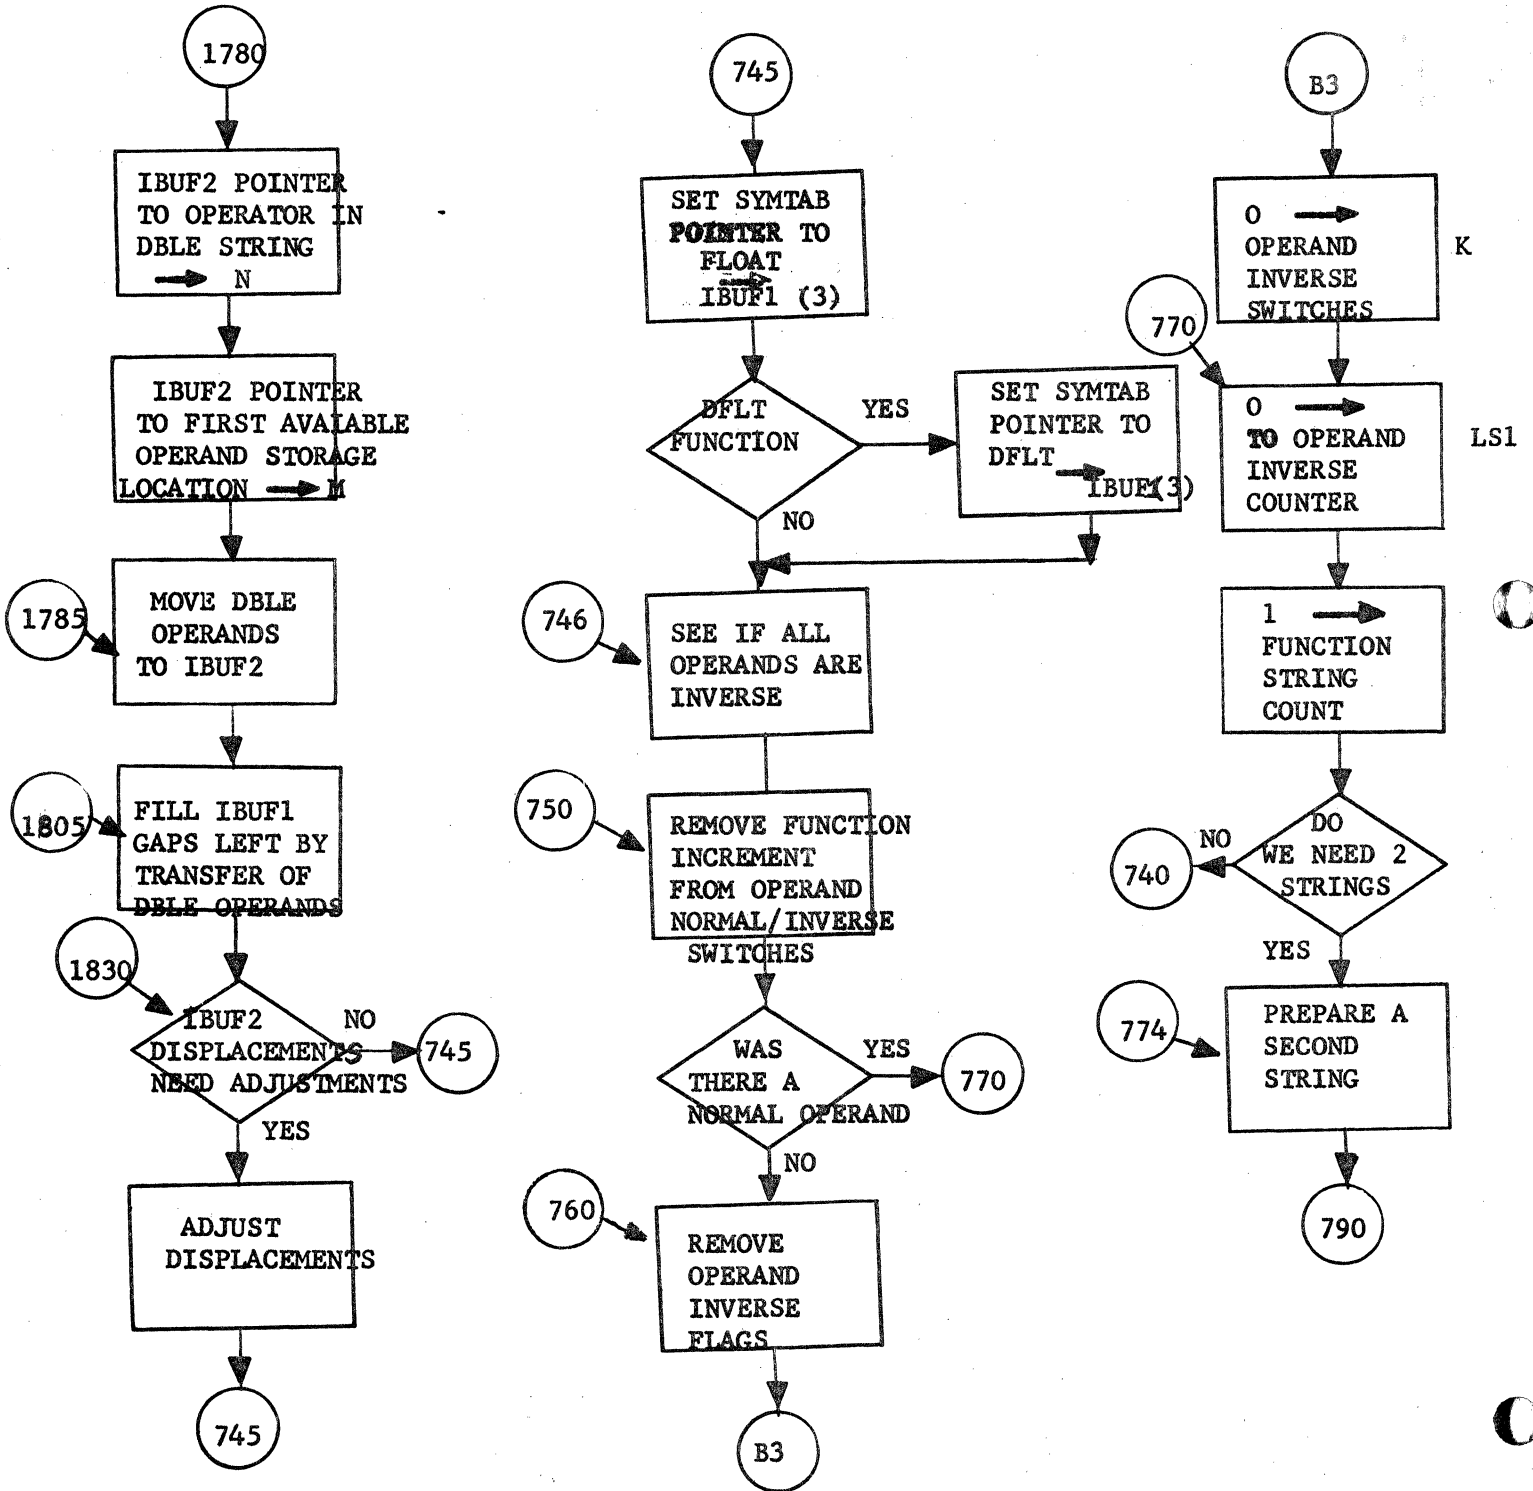 1780
IBUF2 POINTER
TO OPERATOR IN
DBLE STRING
→ N
IBUF2 POINTER
TO FIRST AVAIABLE
OPERAND STORAGE
LOCATION → M
1785
MOVE DBLE
OPERANDS
TO IBUF2
1805
FILL IBUF1
GAPS LEFT BY
TRANSFER OF
DBLE OPERANDS
1830
IBUF2
DISPLACEMENTS
NEED ADJUSTMENTS
NO
745
YES
ADJUST
DISPLACEMENTS
745
745
SET SYMTAB
POINTER TO
FLOAT
→
IBUF1 (3)
DFLT
FUNCTION
YES
SET SYMTAB
POINTER TO
DFLT
→
IBUF1(3)
NO
746
SEE IF ALL
OPERANDS ARE
INVERSE
750
REMOVE FUNCTION
INCREMENT
FROM OPERAND
NORMAL/INVERSE
SWITCHES
WAS
THERE A
NORMAL OPERAND
YES
770
NO
760
REMOVE
OPERAND
INVERSE
FLAGS
B3
B3
0 →
OPERAND
INVERSE
SWITCHES
K
770
0 →
TO OPERAND
INVERSE
COUNTER
LS1
1 →
FUNCTION
STRING
COUNT
DO
WE NEED 2
STRINGS
NO
740
YES
774
PREPARE A
SECOND
STRING
790